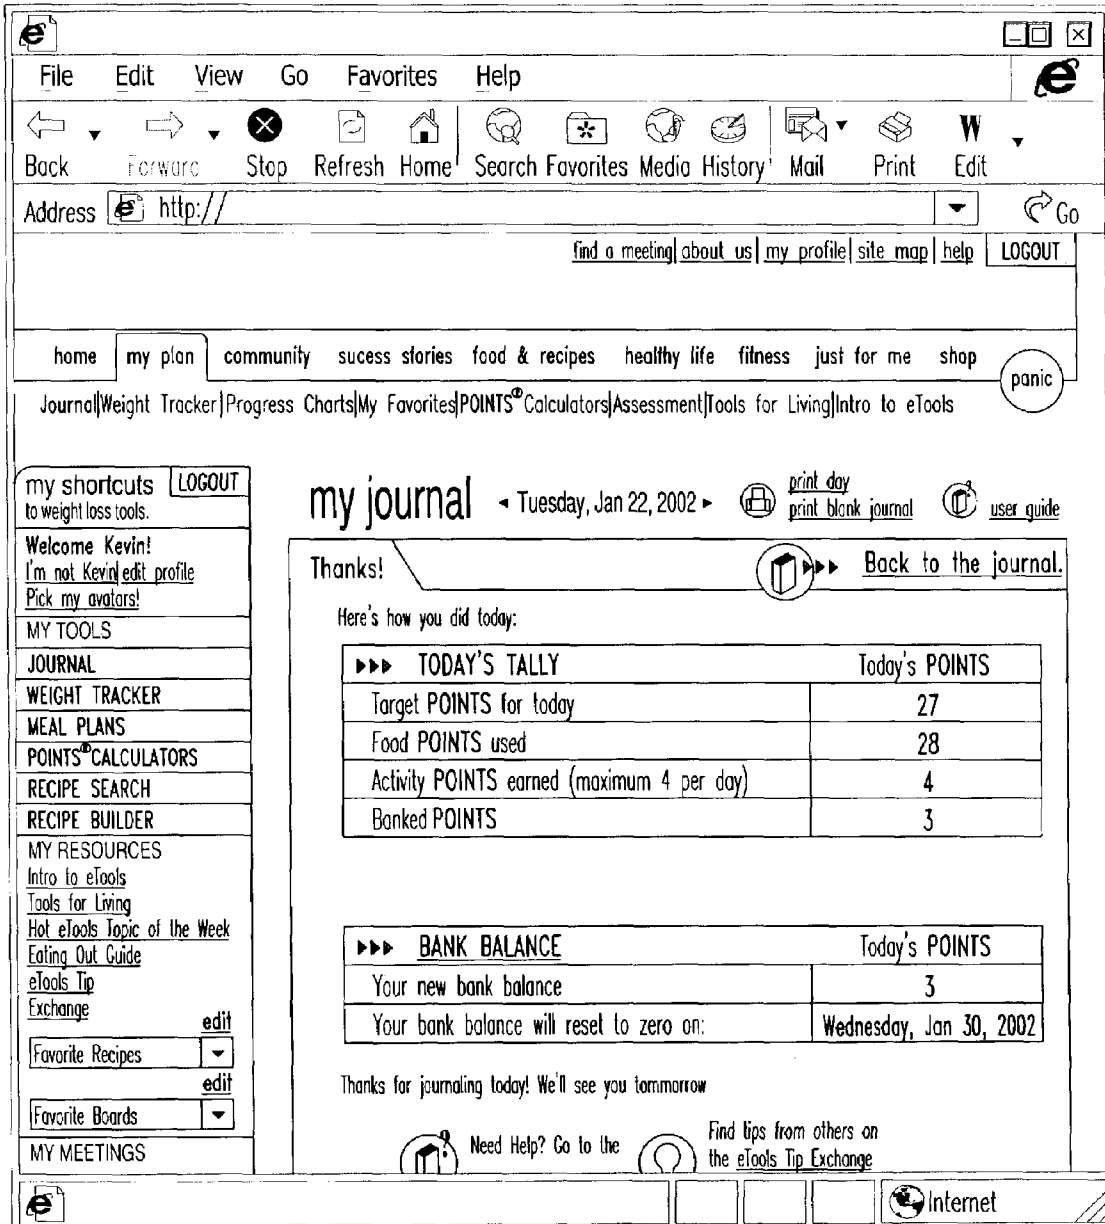 File Edit View Go Favorites Help
Back Forward Stop Refresh Home Search Favorites Media History Mail Print Edit
Address http:// Go
find a meeting| about us| my profile| site map| help LOGOUT
home my plan community sucess stories food & recipes healthy life fitness just for me shop panic
Journal|Weight Tracker|Progress Charts|My Favorites|POINTS® Calculators|Assessment|Tools for Living|Intro to eTools
my shortcuts LOGOUT
to weight loss tools.
Welcome Kevin!
I'm not Kevin| edit profile
Pick my avatars!
MY TOOLS
JOURNAL
WEIGHT TRACKER
MEAL PLANS
POINTS® CALCULATORS
RECIPE SEARCH
RECIPE BUILDER
MY RESOURCES
Intro to eTools
Tools for Living
Hot eTools Topic of the Week
Eating Out Guide
eTools Tip
Exchange
edit
Favorite Recipes
edit
Favorite Boards
MY MEETINGS
my journal Tuesday, Jan 22, 2002
print day
print blank journal
user guide
Thanks! Back to the journal.
Here's how you did today:
TODAY'S TALLY Today's POINTS
Target POINTS for today 27
Food POINTS used 28
Activity POINTS earned (maximum 4 per day) 4
Banked POINTS 3
BANK BALANCE Today's POINTS
Your new bank balance 3
Your bank balance will reset to zero on: Wednesday, Jan 30, 2002
Thanks for journaling today! We'll see you tommorrow
Need Help? Go to the
Find tips from others on
the eTools Tip Exchange
Internet